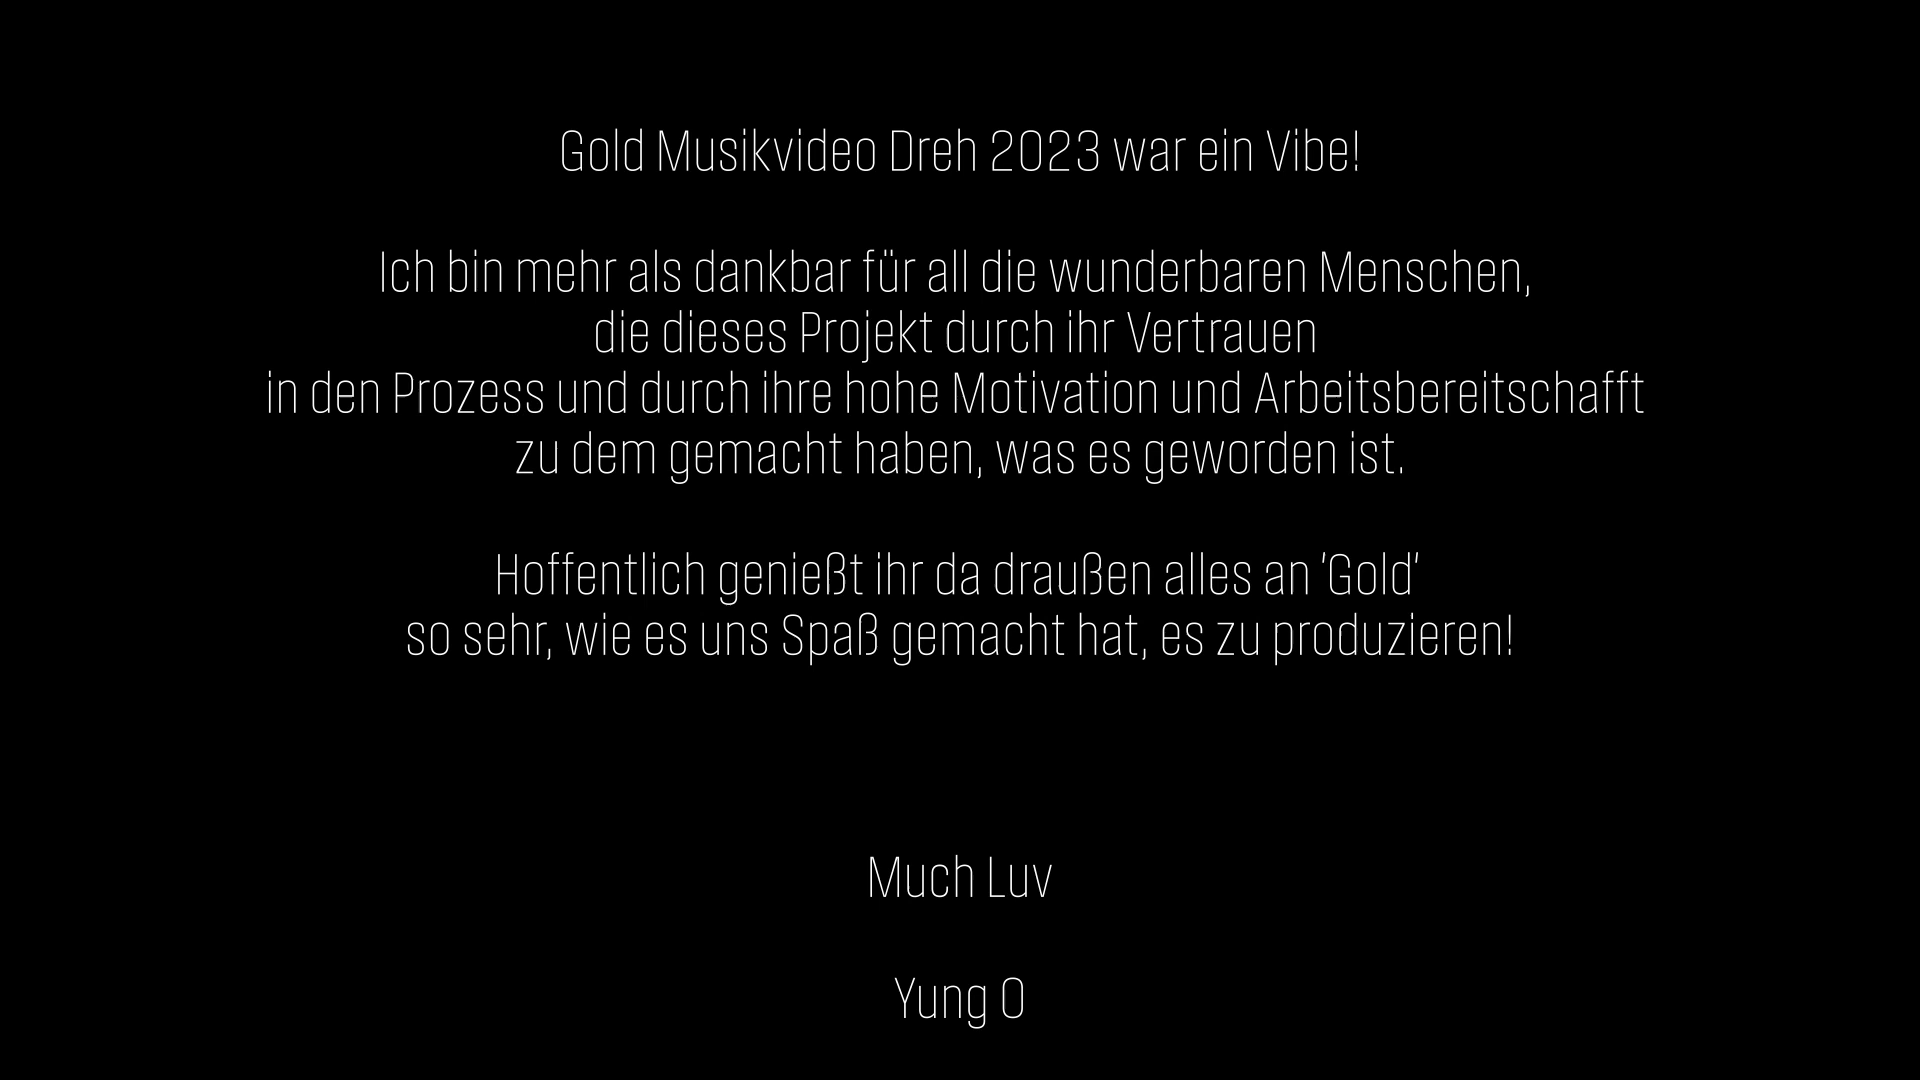 Gold Musikvideo Dreh 2023 war ein Vibe!
Ich bin mehr als dankbar für all die wunderbaren Menschen,
die dieses Projekt durch ihr Vertrauen
in den Prozess und durch ihre hohe Motivation und Arbeitsbereitschafft
zu dem gemacht haben, was es geworden ist.
Hoffentlich genießt ihr da draußen alles an 'Gold'
so sehr, wie es uns Spaß gemacht hat, es zu produzieren!
Much Luv
Yung O